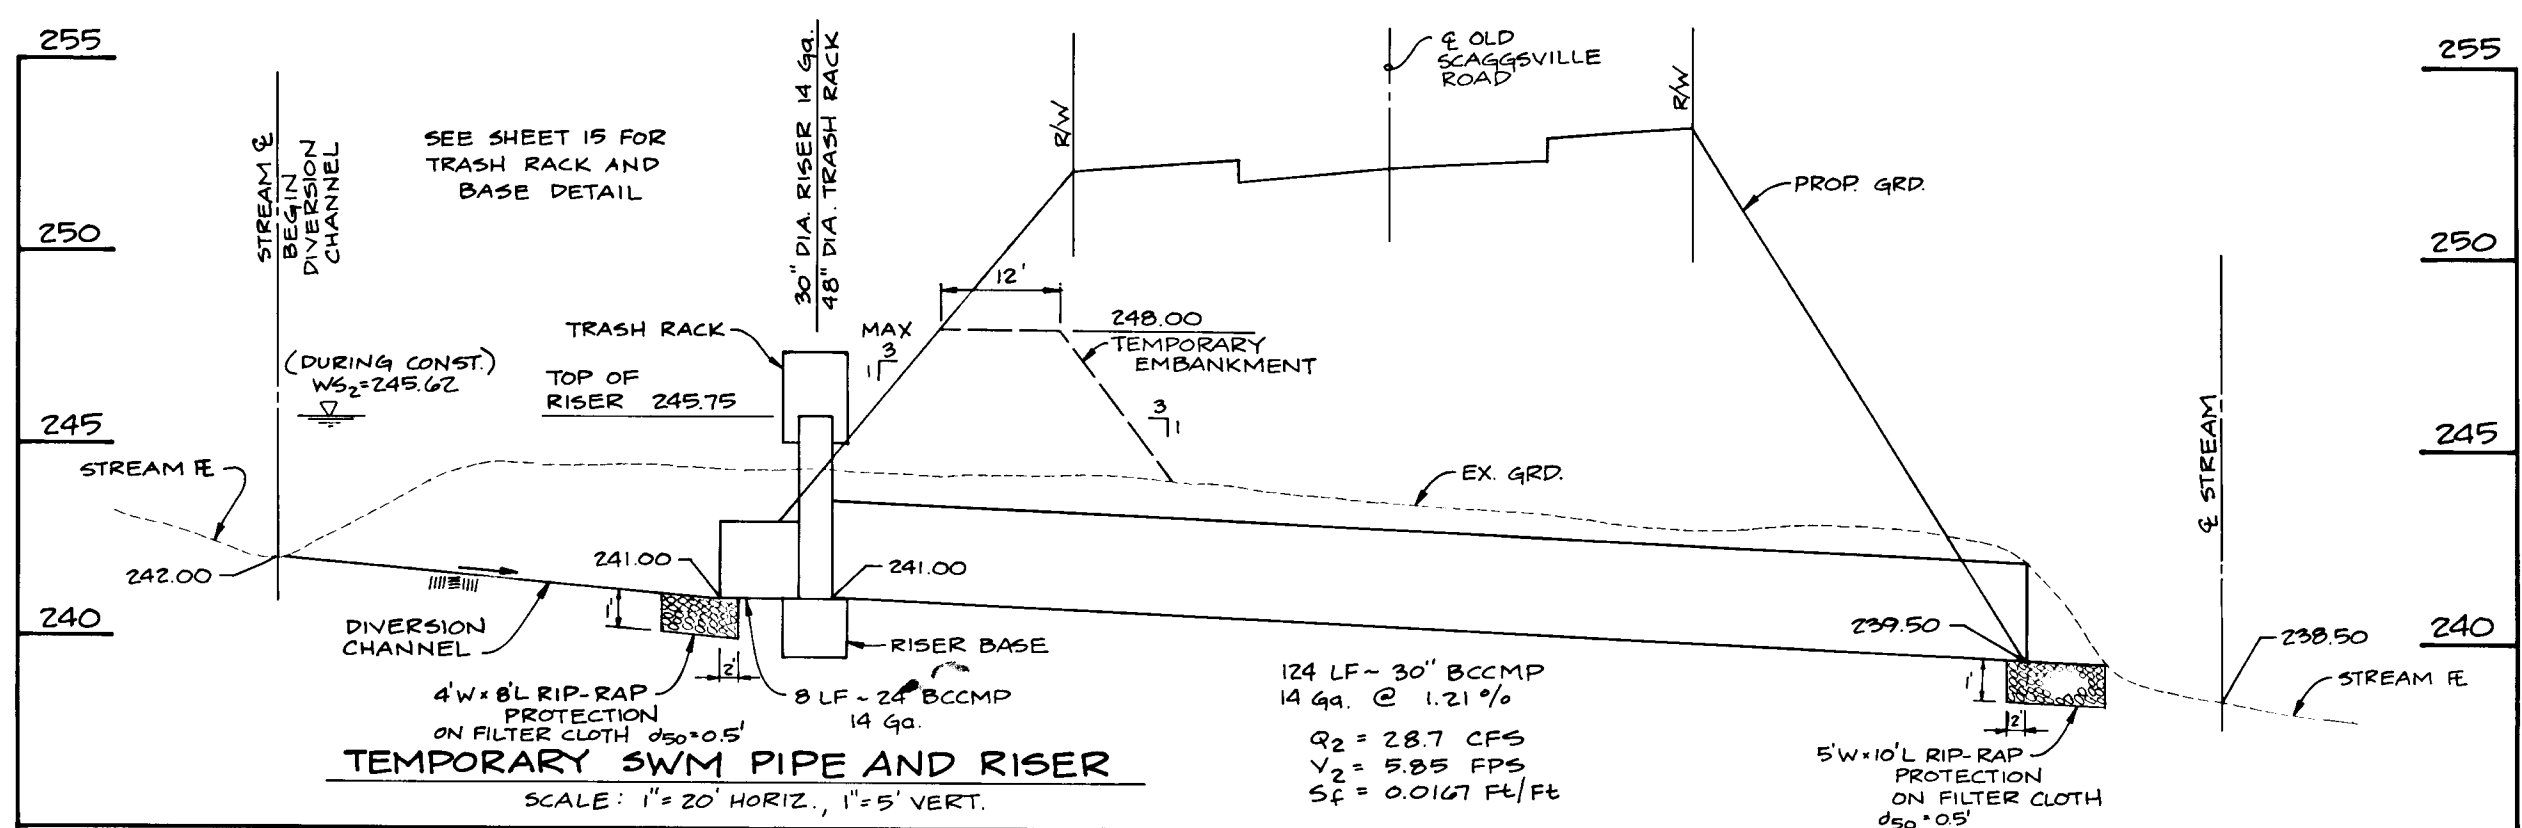 255
250
245
240
STREAM ℄
BEGIN
DIVERSION
CHANNEL
SEE SHEET 15 FOR
TRASH RACK AND
BASE DETAIL
30" DIA. RISER 14 Ga.
48" DIA. TRASH RACK
R/W
℄ OLD
SCAGGSVILLE
ROAD
R/W
PROP. GRD.
255
250
245
240
12'
248.00
TEMPORARY
EMBANKMENT
MAX
3
1
3
1
TRASH RACK
(DURING CONST.)
WS2=245.62
TOP OF
RISER 245.75
STREAM ℄
EX. GRD.
℄ STREAM
242.00
241.00
241.00
DIVERSION
CHANNEL
1'
2'
RISER BASE
239.50
238.50
STREAM ℄
4'W x 8'L RIP-RAP
PROTECTION
ON FILTER CLOTH d50=0.5'
8 LF ~ 24" BCCMP
14 Ga.
124 LF ~ 30" BCCMP
14 Ga. @ 1.21%
Q2 = 28.7 CFS
V2 = 5.85 FPS
Sf = 0.0167 Ft/Ft
1'
2'
5'W x 10'L RIP-RAP
PROTECTION
ON FILTER CLOTH
d50=0.5'
TEMPORARY SWM PIPE AND RISER
SCALE: 1"=20' HORIZ., 1"=5' VERT.